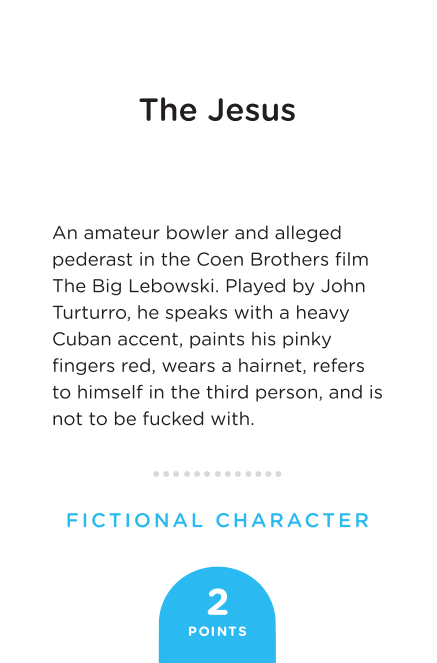 The Jesus
An amateur bowler and alleged
pederast in the Coen Brothers film
The Big Lebowski. Played by John
Turturro, he speaks with a heavy
Cuban accent, paints his pinky
fingers red, wears a hairnet, refers
to himself in the third person, and is
not to be fucked with.
FICTIONAL CHARACTER
2
POINTS